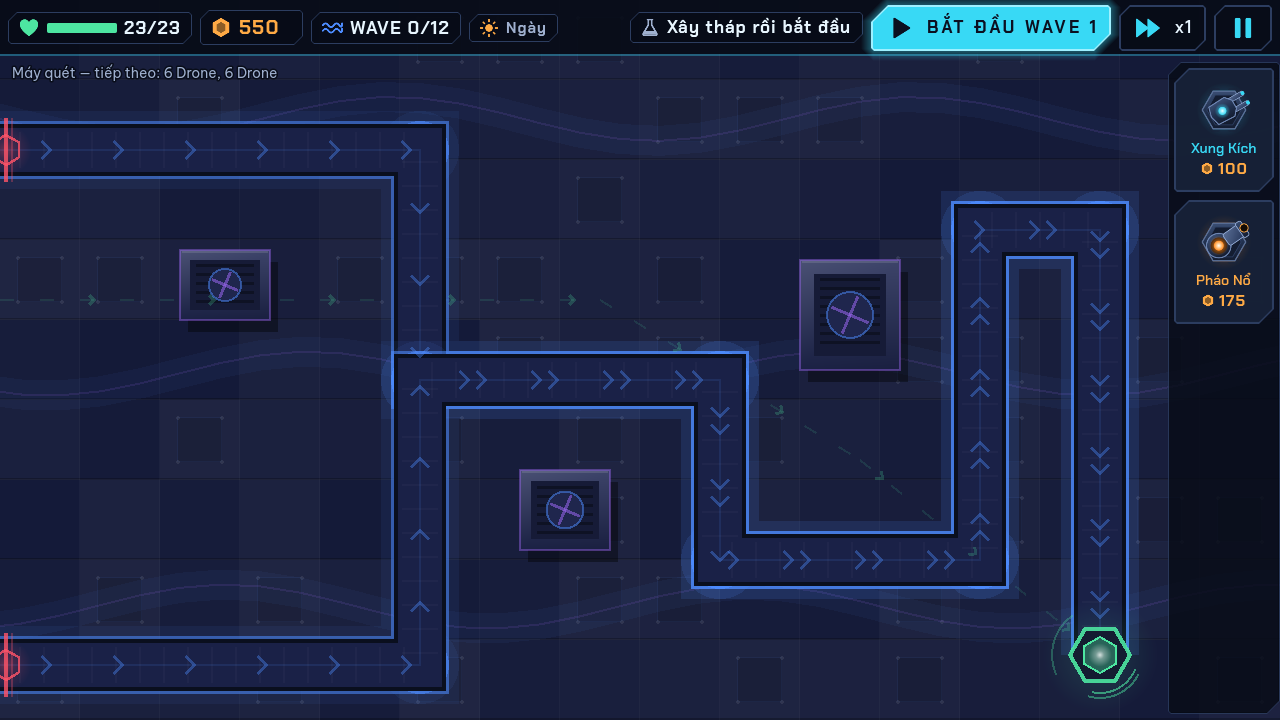 23/23
550
WAVE 0/12
Ngày
Xây tháp rồi bắt đầu
BẮT ĐẦU WAVE 1
x1
Máy quét — tiếp theo: 6 Drone, 6 Drone
Xung Kích
100
Pháo Nổ
175